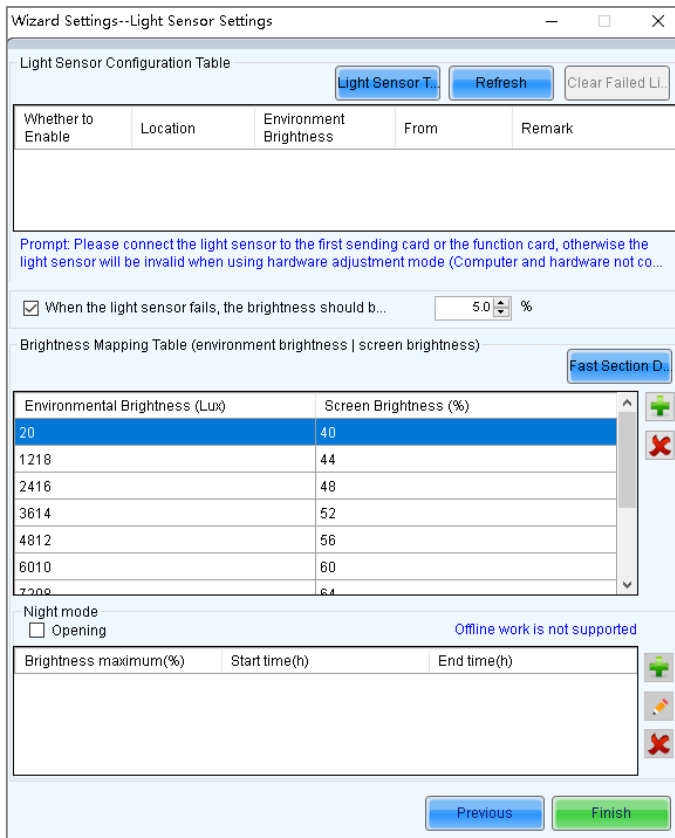 Wizard Settings--Light Sensor Settings
Light Sensor Configuration Table
Light Sensor T... Refresh Clear Failed Li...
Whether to Enable Location Environment Brightness From Remark
Prompt: Please connect the light sensor to the first sending card or the function card, otherwise the
light sensor will be invalid when using hardware adjustment mode (Computer and hardware not co...
When the light sensor fails, the brightness should b... 5.0 %
Brightness Mapping Table (environment brightness | screen brightness)
Fast Section D...
Environmental Brightness (Lux) Screen Brightness (%)
20 40
1218 44
2416 48
3614 52
4812 56
6010 60
7208 64
Night mode
Opening Offline work is not supported
Brightness maximum(%) Start time(h) End time(h)
Previous Finish